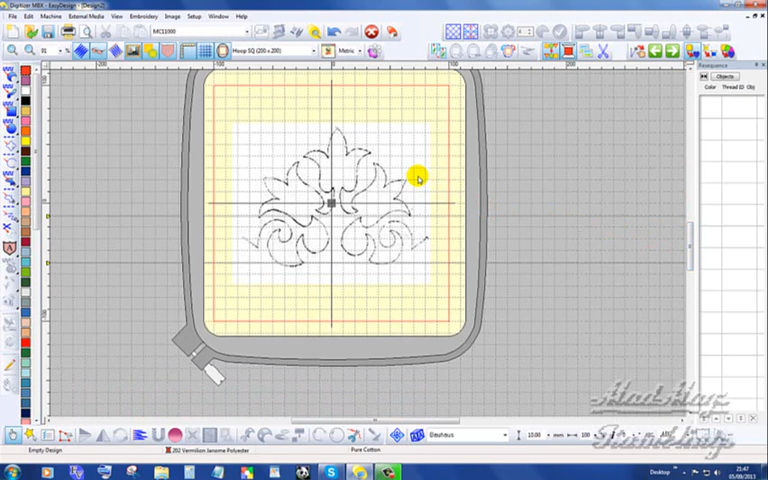 Digitizer MBX - EasyDesign - [Design2]
File Edit Machine External Media View Embroidery Image Setup Window Help
MC11000
Hoop SQ (200 x 200)
Metric
Resequence
Objects
Color Thread ID Obj
Bauhaus
10.00 mm
100
Empty Design
202 Vermilion Janome Polyester
Pure Cotton
Desktop
21:47
05/09/2013